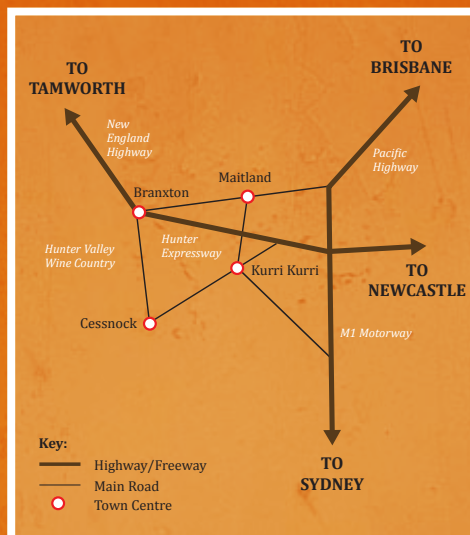 TO
BRISBANE
TO
TAMWORTH
New
England
Highway
Pacific
Highway
Maitland
Branxton
Hunter Valley
Wine Country
Hunter
Expressway
Kurri Kurri
TO
NEWCASTLE
Cessnock
M1 Motorway
Key:
Highway/Freeway
Main Road
Town Centre
TO
SYDNEY